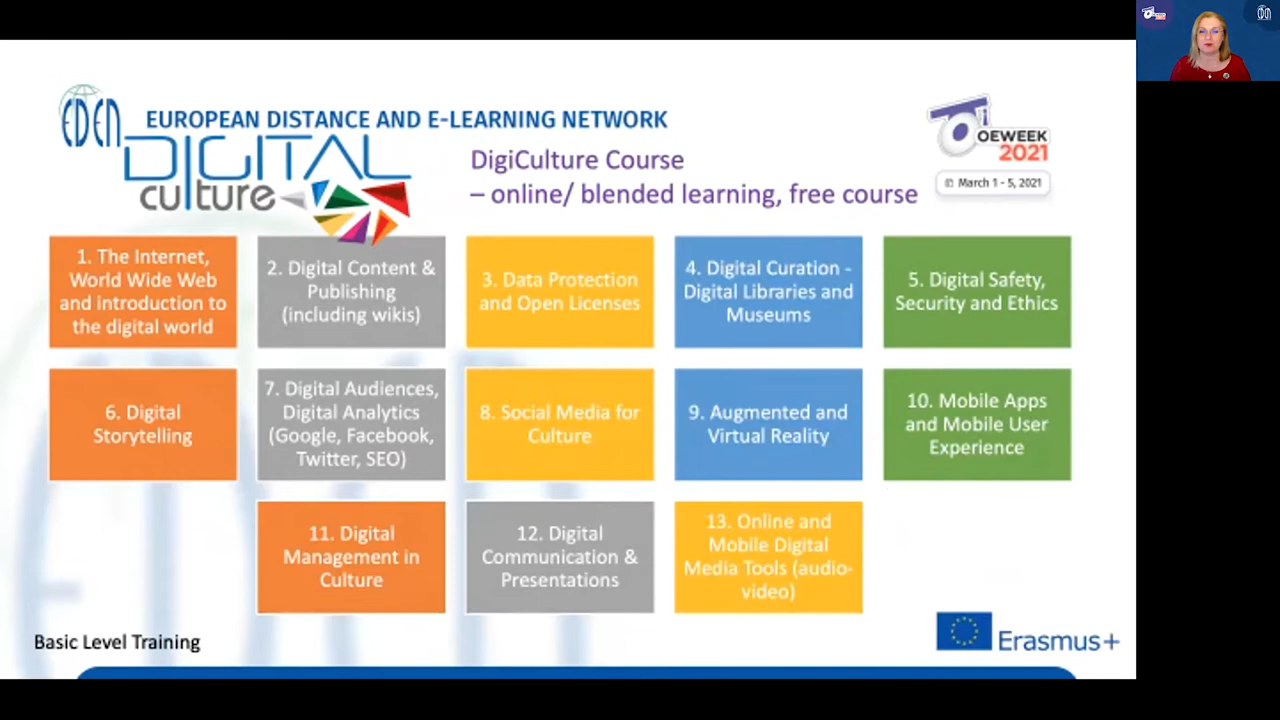 EDEN
EUROPEAN DISTANCE AND E-LEARNING NETWORK
DIGITAL
culture
DigiCulture Course
– online/ blended learning, free course
OEWEEK
2021
March 1 - 5, 2021
1. The Internet,
World Wide Web
and introduction to
the digital world
2. Digital Content &
Publishing
(including wikis)
3. Data Protection
and Open Licenses
4. Digital Curation -
Digital Libraries and
Museums
5. Digital Safety,
Security and Ethics
6. Digital
Storytelling
7. Digital Audiences,
Digital Analytics
(Google, Facebook,
Twitter, SEO)
8. Social Media for
Culture
9. Augmented and
Virtual Reality
10. Mobile Apps
and Mobile User
Experience
11. Digital
Management in
Culture
12. Digital
Communication &
Presentations
13. Online and
Mobile Digital
Media Tools (audio-
video)
Basic Level Training
Erasmus+